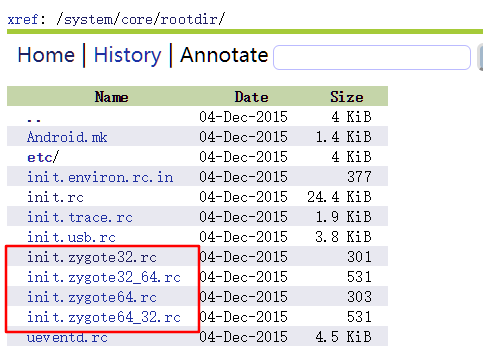 xref: /system/core/rootdir/
Home | History | Annotate
Name Date Size
.. 04-Dec-2015 4 KiB
Android.mk 04-Dec-2015 1.4 KiB
etc/ 04-Dec-2015 4 KiB
init.environ.rc.in 04-Dec-2015 377
init.rc 04-Dec-2015 24.4 KiB
init.trace.rc 04-Dec-2015 1.9 KiB
init.usb.rc 04-Dec-2015 3.8 KiB
init.zygote32.rc 04-Dec-2015 301
init.zygote32_64.rc 04-Dec-2015 531
init.zygote64.rc 04-Dec-2015 303
init.zygote64_32.rc 04-Dec-2015 531
ueventd.rc 04-Dec-2015 4.5 KiB